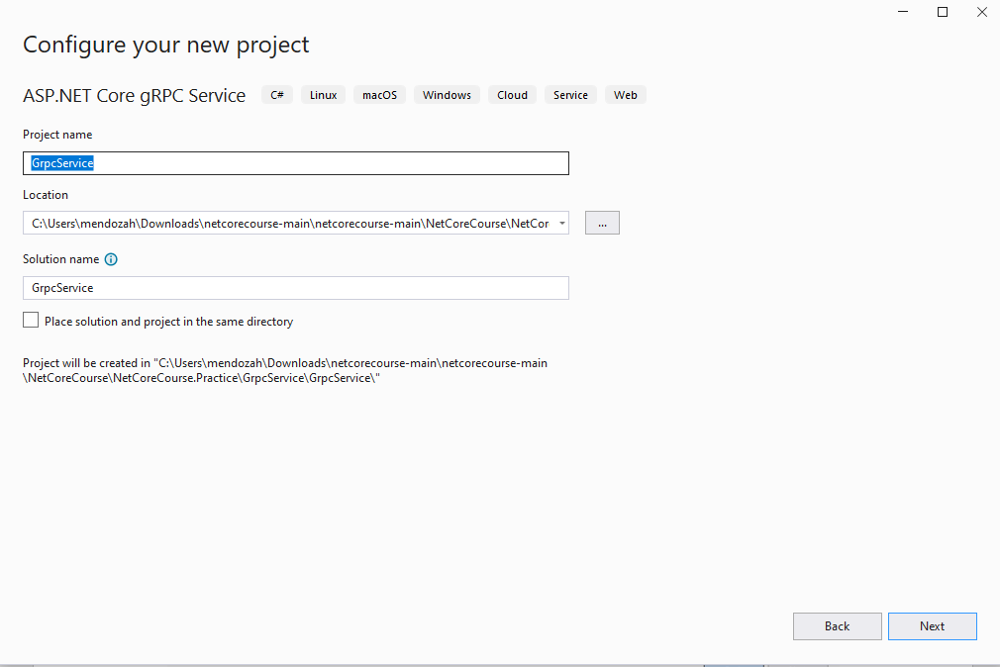 Configure your new project
ASP.NET Core gRPC Service C# Linux macOS Windows Cloud Service Web
Project name
GrpcService
Location
C:\Users\mendozah\Downloads\netcorecourse-main\netcorecourse-main\NetCoreCourse\NetCor
...
Solution name
GrpcService
Place solution and project in the same directory
Project will be created in "C:\Users\mendozah\Downloads\netcorecourse-main\netcorecourse-main
\NetCoreCourse\NetCoreCourse.Practice\GrpcService\GrpcService\"
Back Next